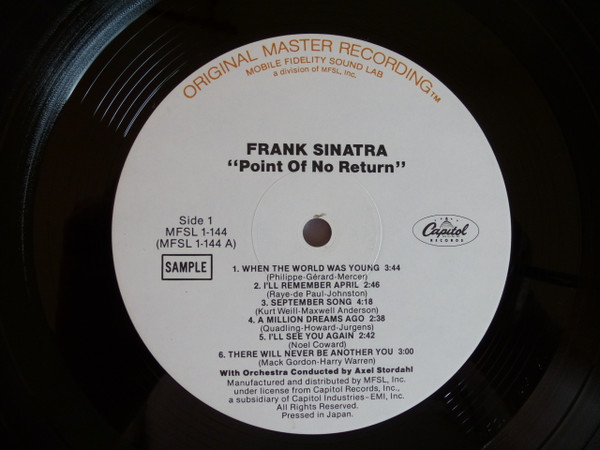 ORIGINAL MASTER RECORDING™
MOBILE FIDELITY SOUND LAB
a division of MFSL, Inc.
FRANK SINATRA
“Point Of No Return”
Side 1
MFSL 1-144
(MFSL 1-144 A)
SAMPLE
Capitol
RECORDS
1. WHEN THE WORLD WAS YOUNG 3:44
(Philippe-Gérard-Mercer)
2. I'LL REMEMBER APRIL 2:46
(Raye-de Paul-Johnston)
3. SEPTEMBER SONG 4:18
(Kurt Weill-Maxwell Anderson)
4. A MILLION DREAMS AGO 2:38
(Quadling-Howard-Jurgens)
5. I'LL SEE YOU AGAIN 2:42
(Noel Coward)
6. THERE WILL NEVER BE ANOTHER YOU 3:00
(Mack Gordon-Harry Warren)
With Orchestra Conducted by Axel Stordahl
Manufactured and distributed by MFSL, Inc.
under license from Capitol Records, Inc.,
a subsidiary of Capitol Industries-EMI, Inc.
All Rights Reserved.
Pressed in Japan.